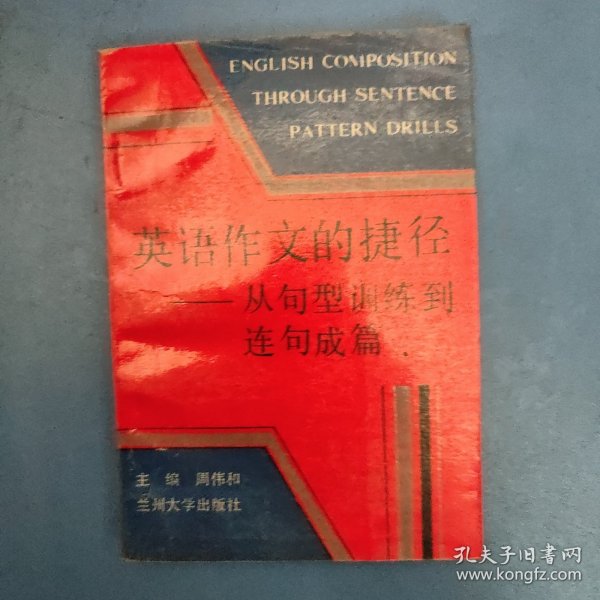 ENGLISH COMPOSITION
THROUGH SENTENCE
PATTERN DRILLS
英语作文的捷径
——从句型训练到
连句成篇
主编 周伟和
兰州大学出版社
孔夫子旧书网
www.kongfz.com